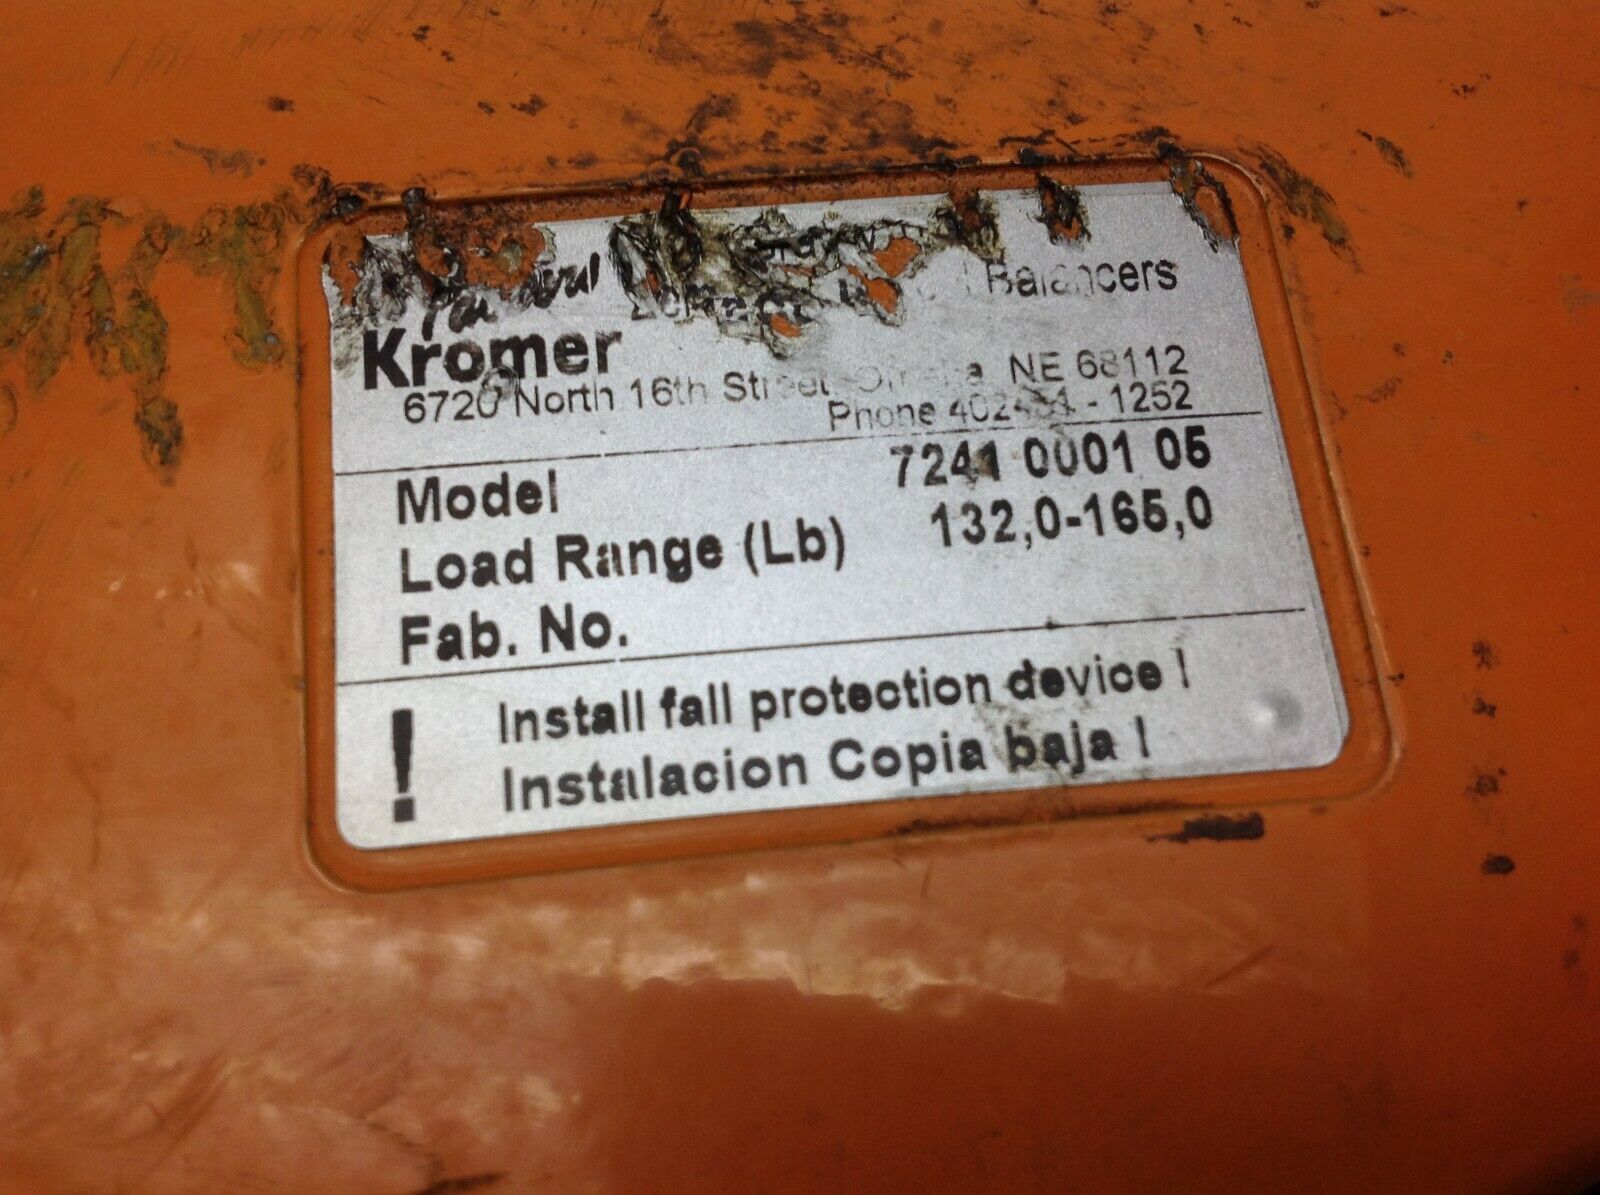 Balancers
Kromer
6720 North 16th Street, Omaha, NE 68112
Phone - 1252
Model 7241 0001 05
Load Range (Lb) 132,0-165,0
Fab. No.
! Install fall protection device !
Instalacion Copia baja !